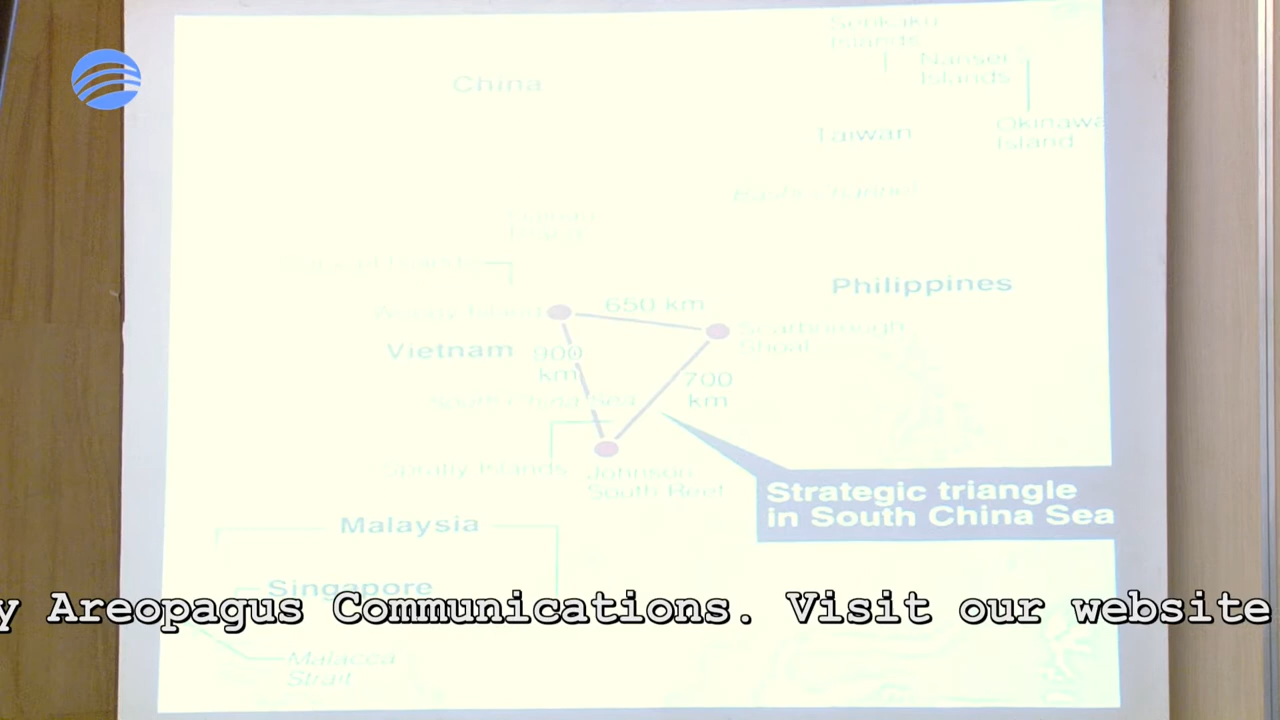 Senkaku
Islands
Nansei
Islands
China
Okinawa
Island
Taiwan
Philippines
650 km
Scarborough
Shoal
Vietnam
900
km
700
km
South China Sea
Spratly Islands
Johnson
South Reef
Strategic triangle
in South China Sea
Malaysia
Singapore
y Areopagus Communications. Visit our website
Malacca
Strait